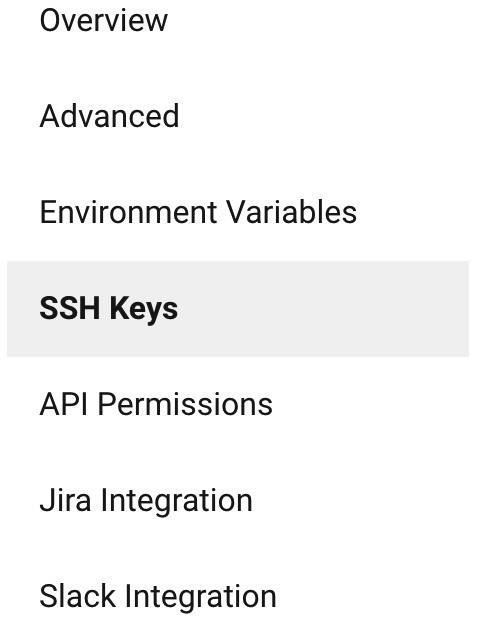 Overview
Advanced
Environment Variables
SSH Keys
API Permissions
Jira Integration
Slack Integration